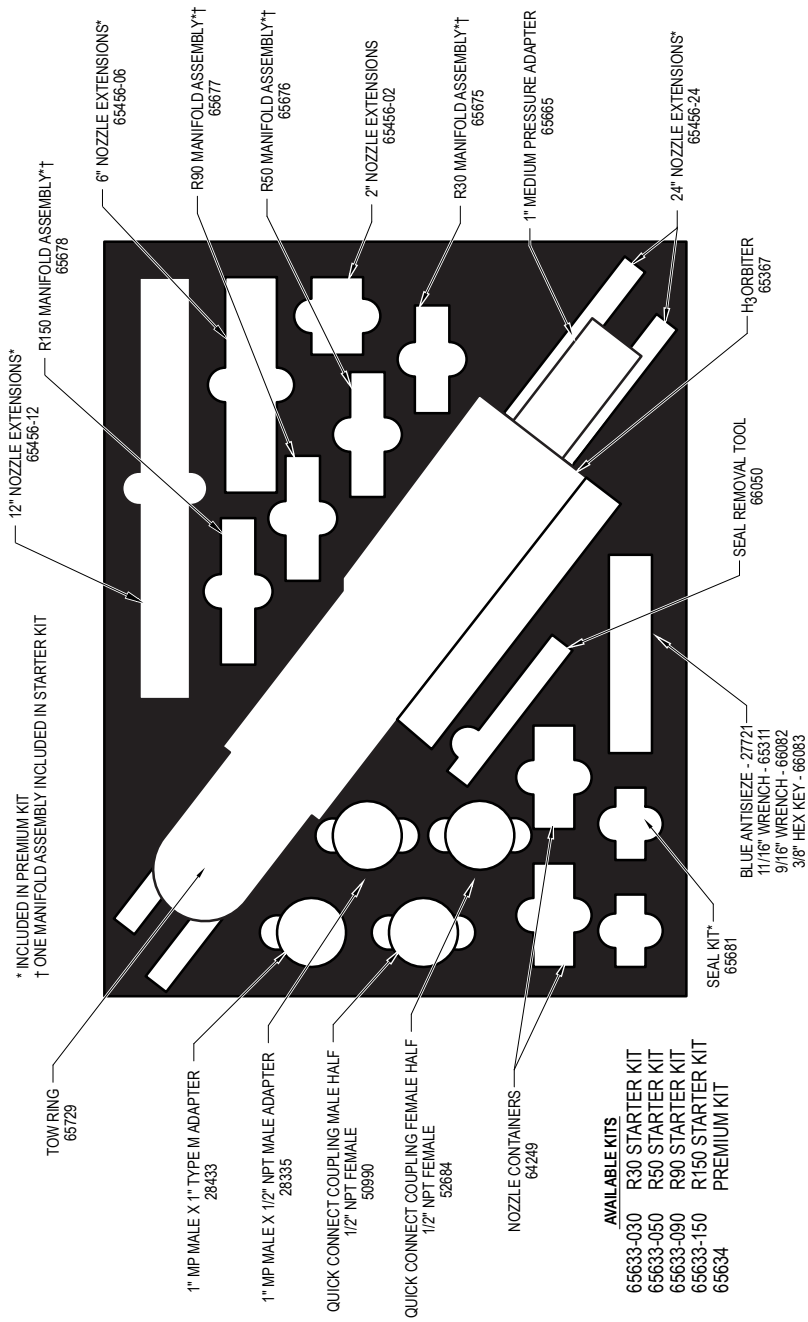 * INCLUDED IN PREMIUM KIT
† ONE MANIFOLD ASSEMBLY INCLUDED IN STARTER KIT
12" NOZZLE EXTENSIONS*
65456-12
R150 MANIFOLD ASSEMBLY*†
65678
6" NOZZLE EXTENSIONS*
65456-06
R90 MANIFOLD ASSEMBLY*†
65677
R50 MANIFOLD ASSEMBLY*†
65676
2" NOZZLE EXTENSIONS
65456-02
R30 MANIFOLD ASSEMBLY*†
65675
1" MEDIUM PRESSURE ADAPTER
65665
24" NOZZLE EXTENSIONS*
65456-24
H3ORBITER
65367
SEAL REMOVAL TOOL
66050
BLUE ANTISIEZE - 27721
11/16" WRENCH - 65311
9/16" WRENCH - 66082
3/8" HEX KEY - 66083
SEAL KIT*
65681
TOW RING
65729
1" MP MALE X 1" TYPE M ADAPTER
28433
1" MP MALE X 1/2" NPT MALE ADAPTER
28335
QUICK CONNECT COUPLING MALE HALF
1/2" NPT FEMALE
50990
QUICK CONNECT COUPLING FEMALE HALF
1/2" NPT FEMALE
52684
NOZZLE CONTAINERS
64249
AVAILABLE KITS
65633-030 R30 STARTER KIT
65633-050 R50 STARTER KIT
65633-090 R90 STARTER KIT
65633-150 R150 STARTER KIT
65634 PREMIUM KIT